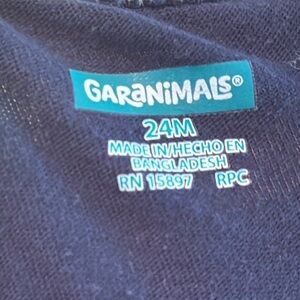 GARANIMALS®
24M
MADE IN/HECHO EN
BANGLADESH
RN 15897 RPC